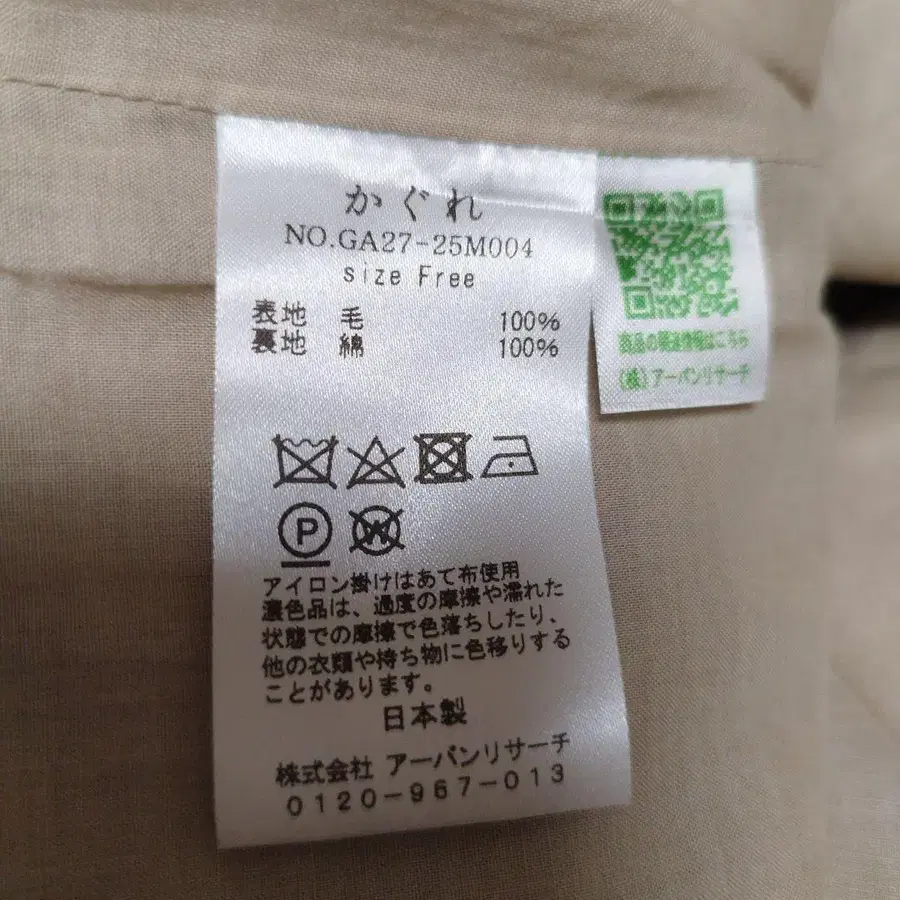 かぐれ
NO.GA27-25M004
size Free
表地 毛 100%
裏地 綿 100%
P
W
アイロン掛けはあて布使用
濃色品は、過度の摩擦や濡れた
状態での摩擦で色落ちしたり、
他の衣類や持ち物に色移りする
ことがあります。
日本製
株式会社 アーバンリサーチ
0120-967-013
商品の関連情報はこちら
(株)アーバンリサーチ